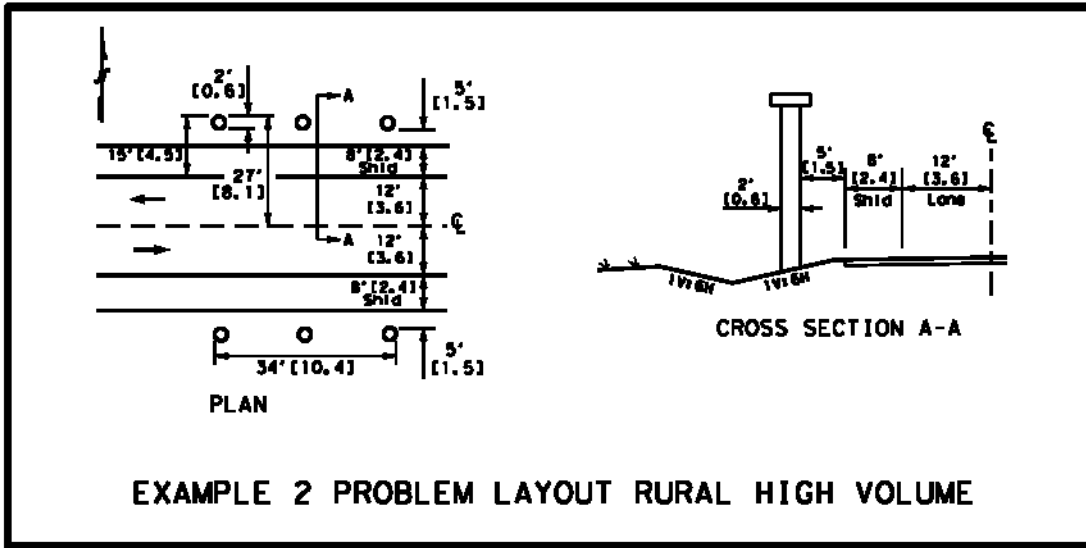 2'
[0.6]
A
5'
[1.5]
15'[4.5]
27'
[8.1]
8'[2.4]
Shld
12'
[3.6]
A
℄
12'
[3.6]
8'[2.4]
Shld
34'[10.4]
5'
[1.5]
PLAN
℄
5'
[1.5]
8'
[2.4]
Shld
12'
[3.6]
Lane
2'
[0.6]
1V:6H
1V:6H
CROSS SECTION A-A
EXAMPLE 2 PROBLEM LAYOUT RURAL HIGH VOLUME